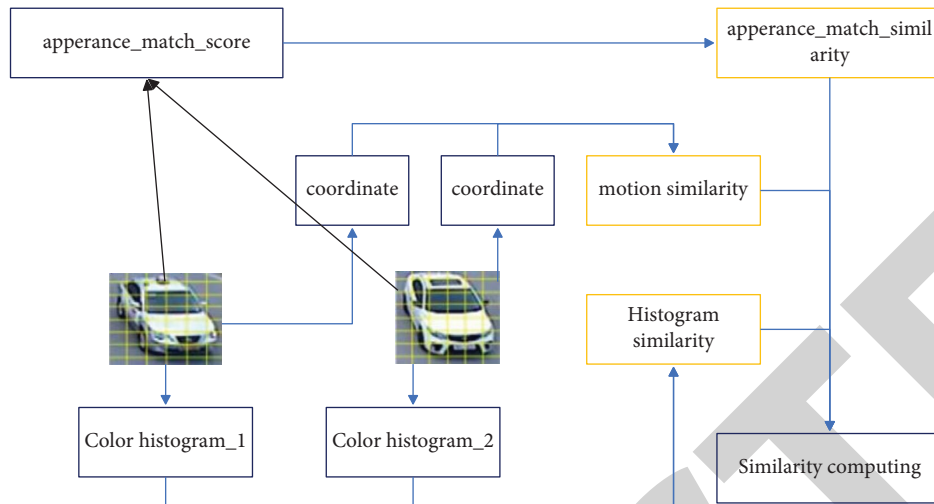 apperance_match_score
apperance_match_simil
arity
coordinate
coordinate
motion similarity
Histogram
similarity
Color histogram_1
Color histogram_2
Similarity computing